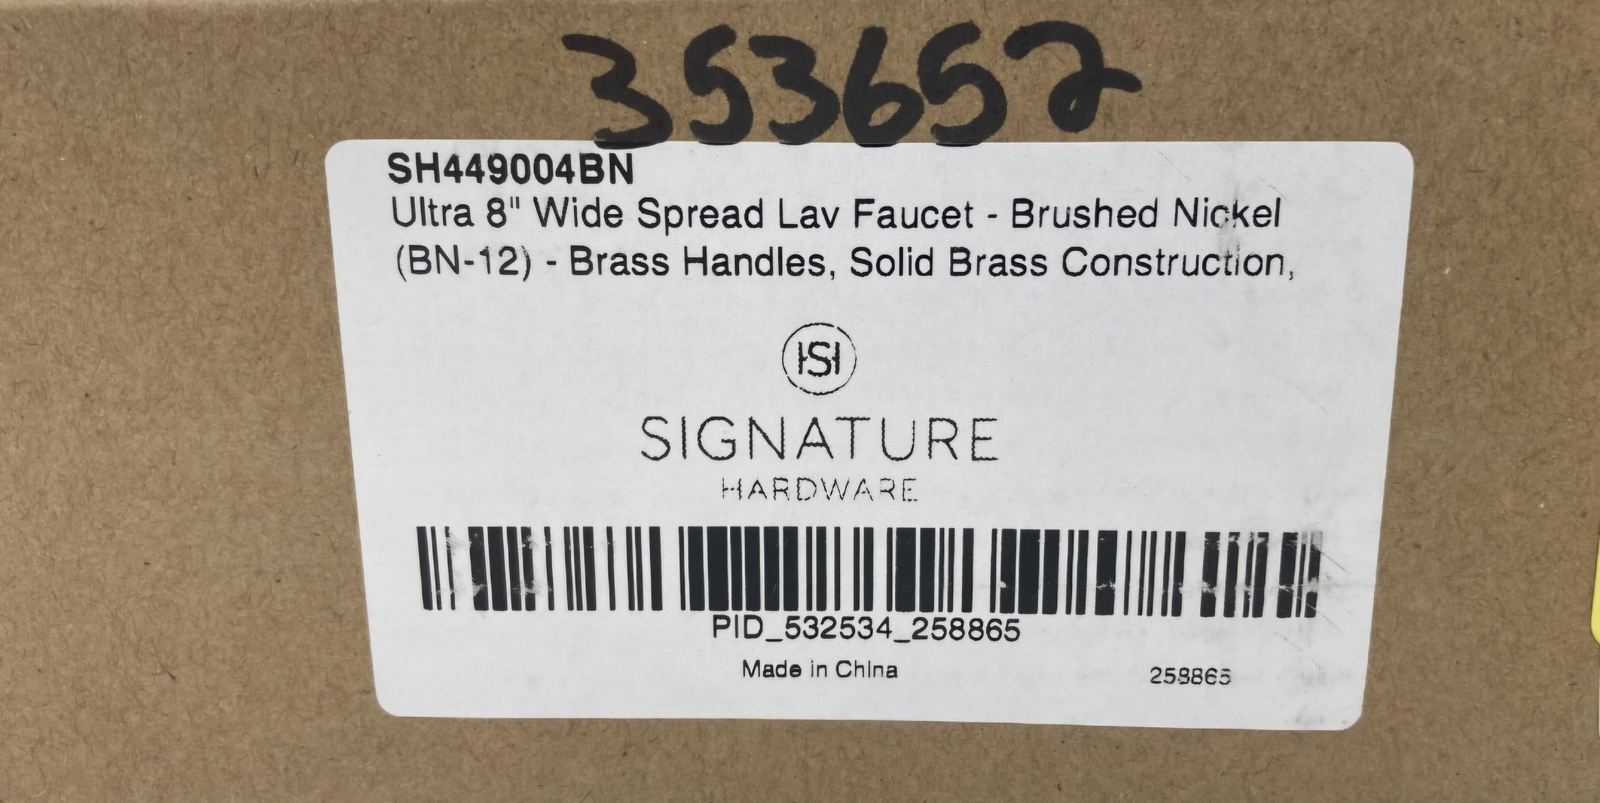 353652
SH449004BN
Ultra 8" Wide Spread Lav Faucet - Brushed Nickel
(BN-12) - Brass Handles, Solid Brass Construction,
HSH
SIGNATURE
HARDWARE
PID_532534_258865
Made in China
258865